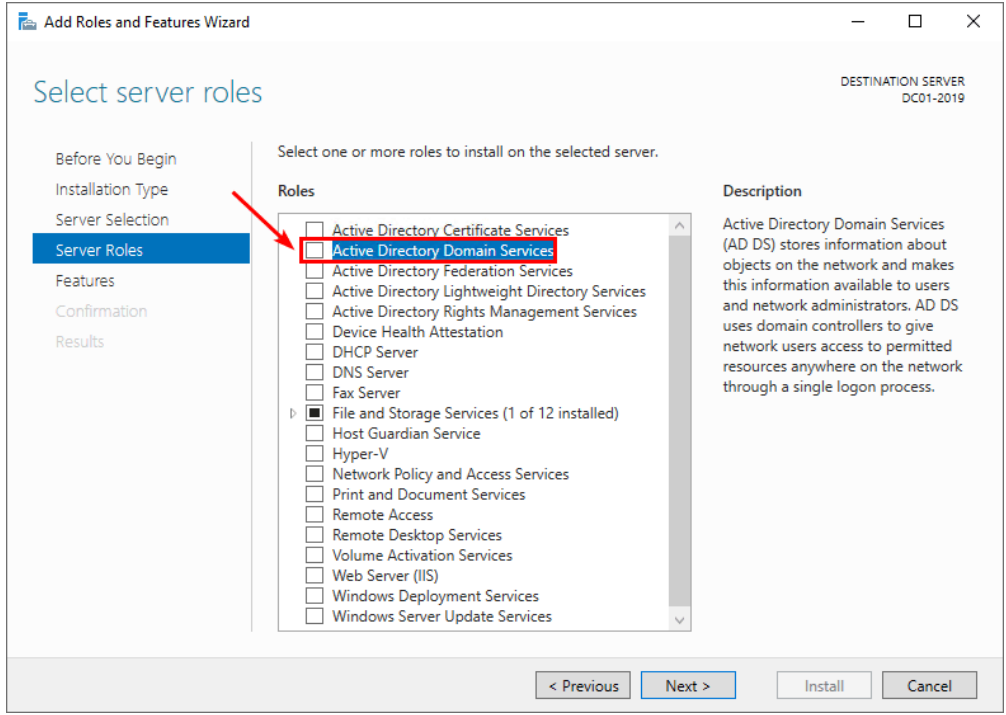 Add Roles and Features Wizard
Select server roles
DESTINATION SERVER
DC01-2019
Before You Begin
Installation Type
Server Selection
Server Roles
Features
Confirmation
Results
Select one or more roles to install on the selected server.
Roles
Active Directory Certificate Services
Active Directory Domain Services
Active Directory Federation Services
Active Directory Lightweight Directory Services
Active Directory Rights Management Services
Device Health Attestation
DHCP Server
DNS Server
Fax Server
File and Storage Services (1 of 12 installed)
Host Guardian Service
Hyper-V
Network Policy and Access Services
Print and Document Services
Remote Access
Remote Desktop Services
Volume Activation Services
Web Server (IIS)
Windows Deployment Services
Windows Server Update Services
Description
Active Directory Domain Services
(AD DS) stores information about
objects on the network and makes
this information available to users
and network administrators. AD DS
uses domain controllers to give
network users access to permitted
resources anywhere on the network
through a single logon process.
< Previous
Next >
Install
Cancel